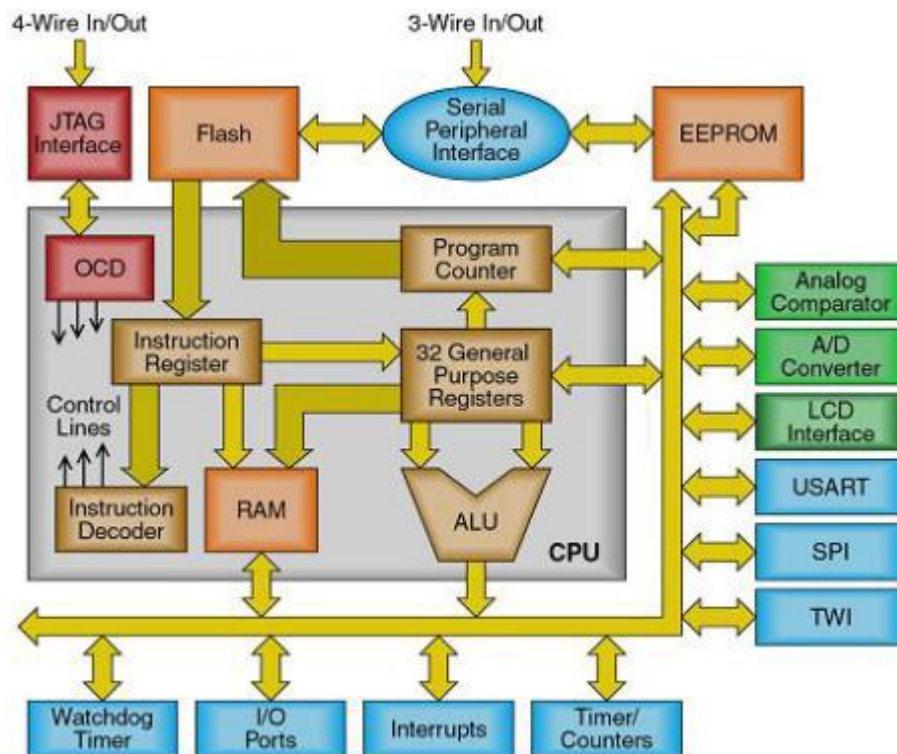 4-Wire In/Out
3-Wire In/Out
JTAG
Interface
Flash
Serial
Peripheral
Interface
EEPROM
OCD
Program
Counter
Analog
Comparator
Instruction
Register
32 General
Purpose
Registers
A/D
Converter
Control
Lines
LCD
Interface
Instruction
Decoder
RAM
ALU
CPU
USART
SPI
TWI
Watchdog
Timer
I/O
Ports
Interrupts
Timer/
Counters